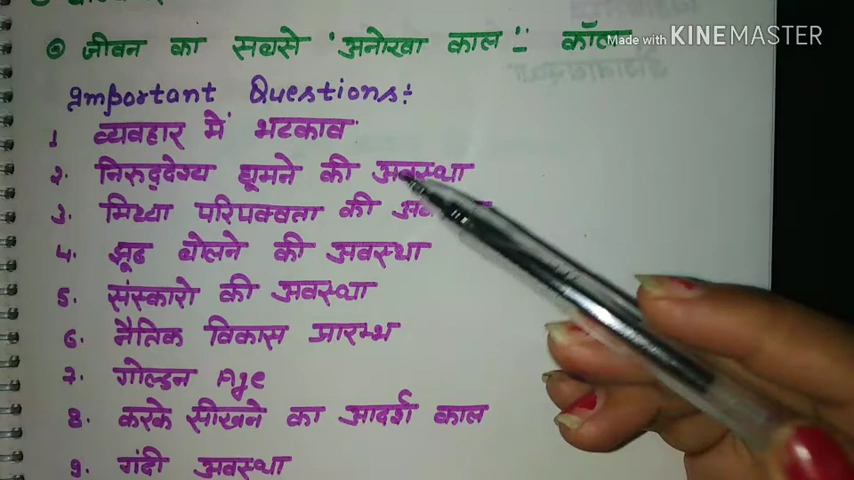 जीवन का सबसे "अनोखा काल" :- कॉल
Made with KINEMASTER
Important Questions:
1 व्यवहार में भटकाव
2. निरुद्देश्य घूमने की अवस्था
3. मिथ्या परिपक्वता की
4. झूठ बोलने की अवस्था
5. संस्कारो की अवस्था
6. नैतिक विकास प्रारम्भ
7. गोल्डन Age
8. करके सीखने का आदर्श काल
9. गंदी अवस्था